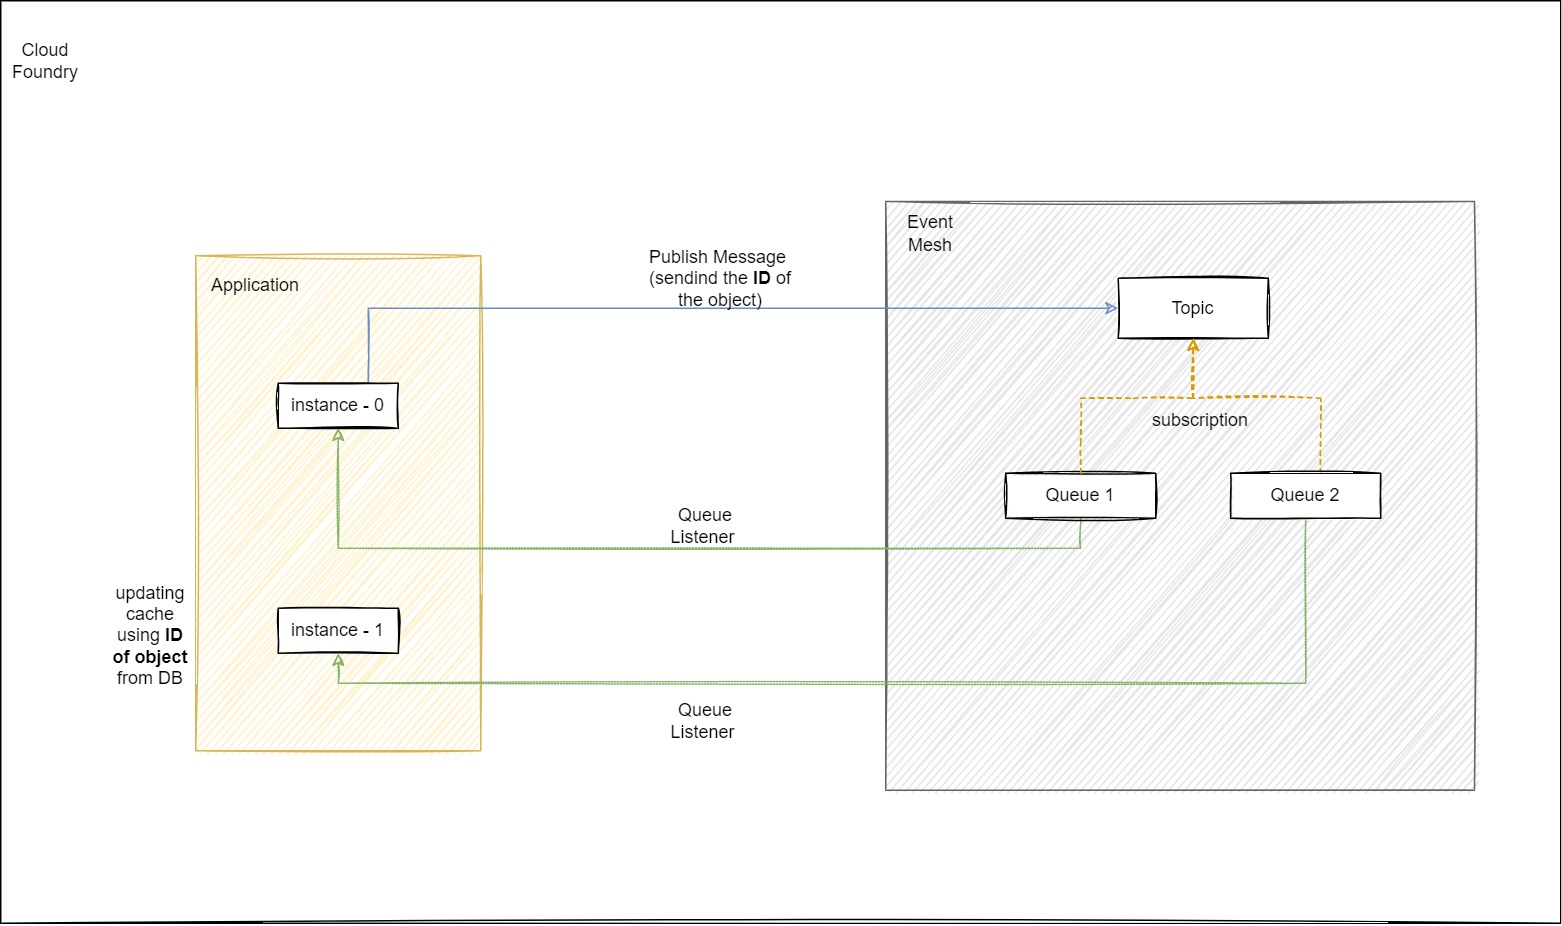 Cloud
Foundry
Event
Mesh
Publish Message
(sendind the ID of
the object)
Application
Topic
instance - 0
subscription
Queue 1
Queue 2
Queue
Listener
updating
cache
using ID
of object
from DB
instance - 1
Queue
Listener